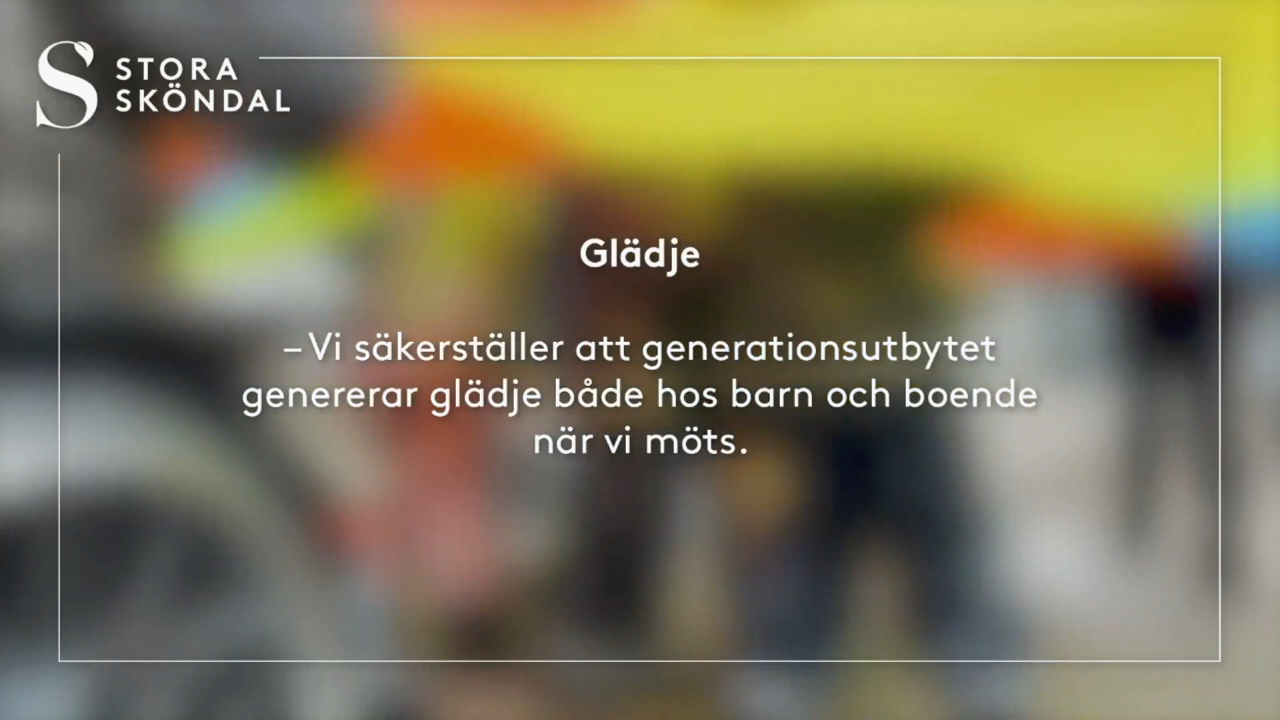 STORA
SKÖNDAL
Glädje
– Vi säkerställer att generationsutbytet
genererar glädje både hos barn och boende
när vi möts.